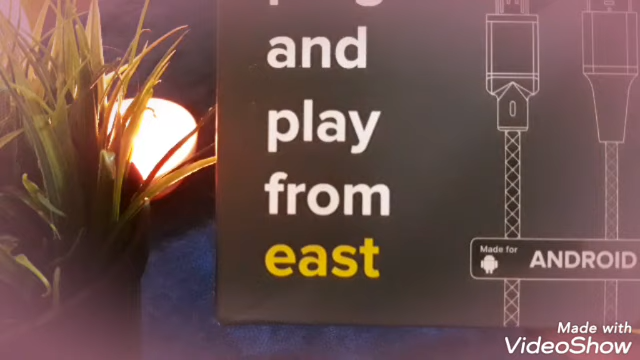 and
play
from
east
Made for
ANDROID
Made with
VideoShow